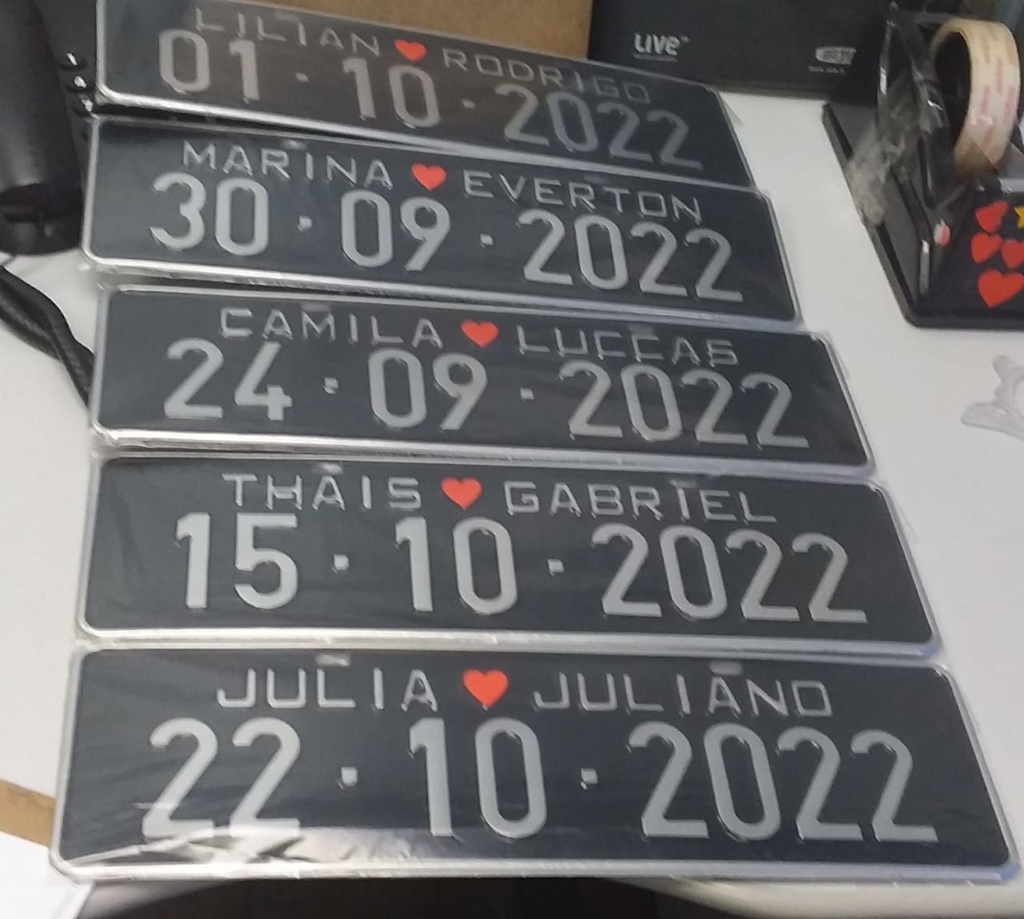 LIVE
LILIAN ❤ RODRIGO
01 · 10 · 2022
MARINA ❤ EVERTON
30 · 09 · 2022
CAMILA ❤ LUCCAS
24 · 09 · 2022
THAIS ❤ GABRIEL
15 · 10 · 2022
JULIA ❤ JULIANO
22 · 10 · 2022